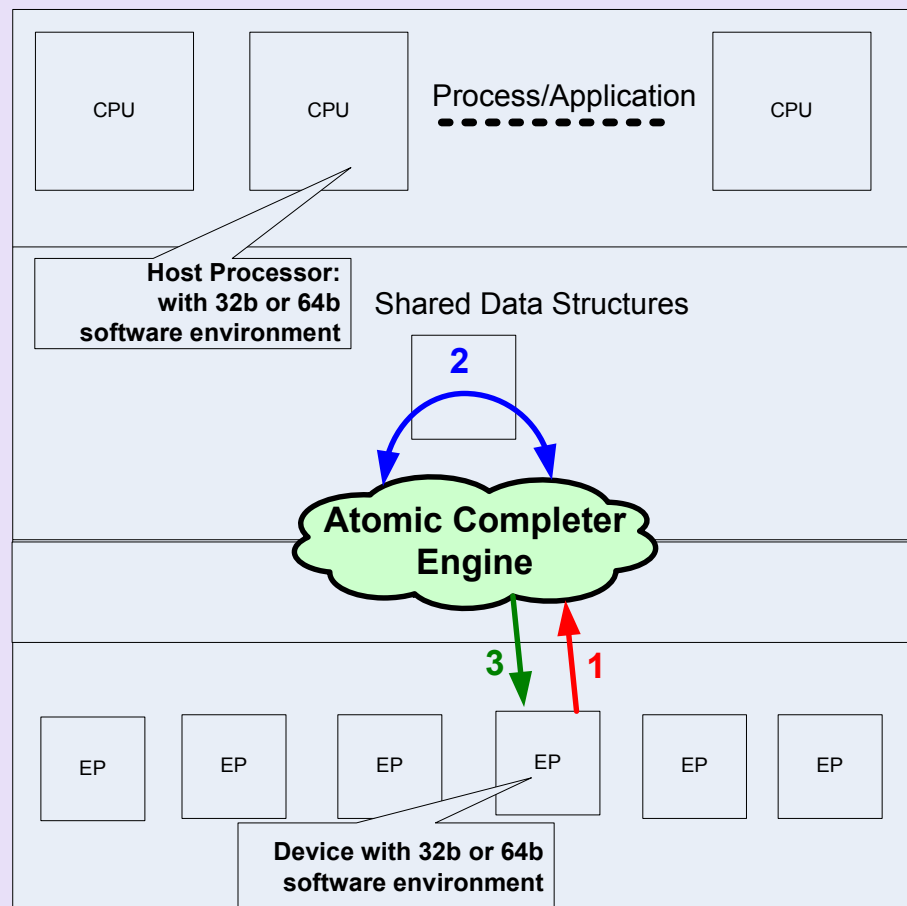 CPU
CPU
Process/Application
CPU
Host Processor:
with 32b or 64b
software environment
Shared Data Structures
2
Atomic Completer
Engine
3
1
EP
EP
EP
EP
EP
EP
Device with 32b or 64b
software environment